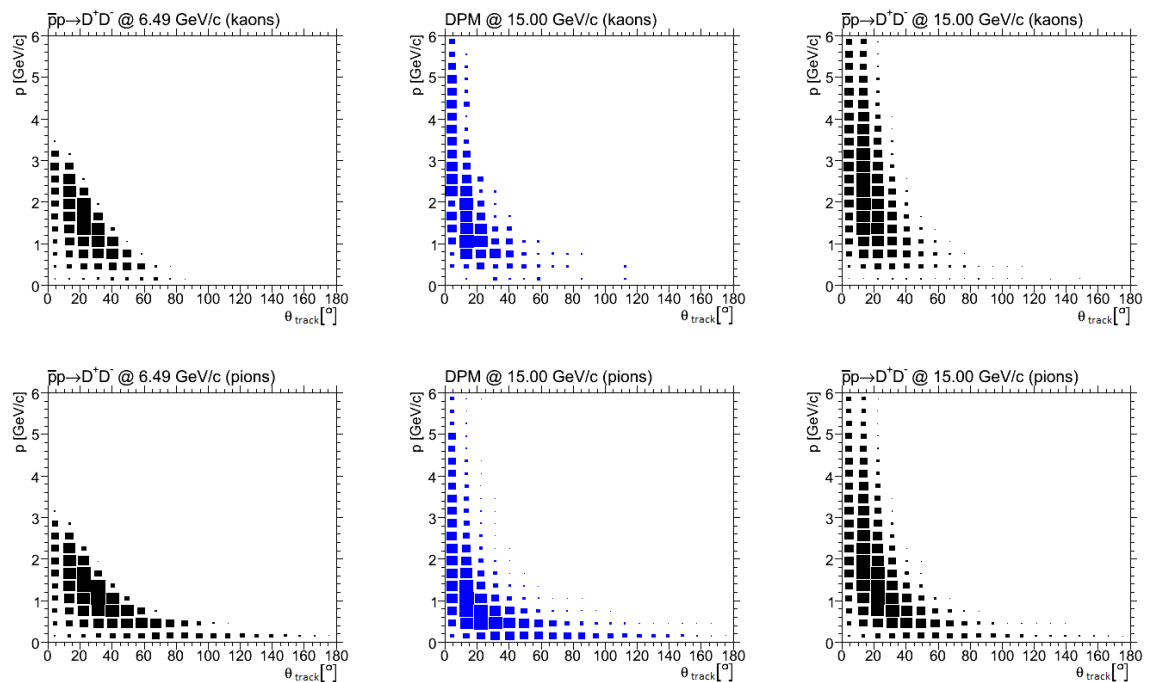 p̄p→D⁺D⁻ @ 6.49 GeV/c (kaons)
DPM @ 15.00 GeV/c (kaons)
p̄p→D⁺D⁻ @ 15.00 GeV/c (kaons)
p [GeV/c]
6
5
4
3
2
1
0
0 20 40 60 80 100 120 140 160 180
θ track[°]
p [GeV/c]
6
5
4
3
2
1
0
0 20 40 60 80 100 120 140 160 180
θ track[°]
p [GeV/c]
6
5
4
3
2
1
0
0 20 40 60 80 100 120 140 160 180
θ track[°]
p̄p→D⁺D⁻ @ 6.49 GeV/c (pions)
DPM @ 15.00 GeV/c (pions)
p̄p→D⁺D⁻ @ 15.00 GeV/c (pions)
p [GeV/c]
6
5
4
3
2
1
0
0 20 40 60 80 100 120 140 160 180
θ track[°]
p [GeV/c]
6
5
4
3
2
1
0
0 20 40 60 80 100 120 140 160 180
θ track[°]
p [GeV/c]
6
5
4
3
2
1
0
0 20 40 60 80 100 120 140 160 180
θ track[°]